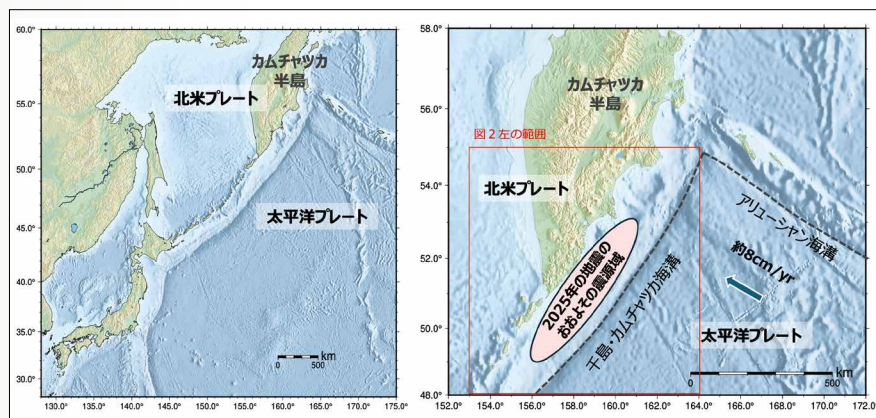 60.0°
55.0°
50.0°
45.0°
40.0°
35.0°
30.0°
カムチャツカ
半島
北米プレート
太平洋プレート
0
500
km
130.0°
135.0°
140.0°
145.0°
150.0°
155.0°
160.0°
165.0°
170.0°
175.0°
58.0°
56.0°
54.0°
52.0°
50.0°
48.0°
カムチャツカ
半島
図2左の範囲
北米プレート
アリューシャン海溝
約8cm/yr
2025年の地震の
おおよその震源域
千島・カムチャツカ海溝
太平洋プレート
0
500
km
152.0°
154.0°
156.0°
158.0°
160.0°
162.0°
164.0°
166.0°
168.0°
170.0°
172.0°